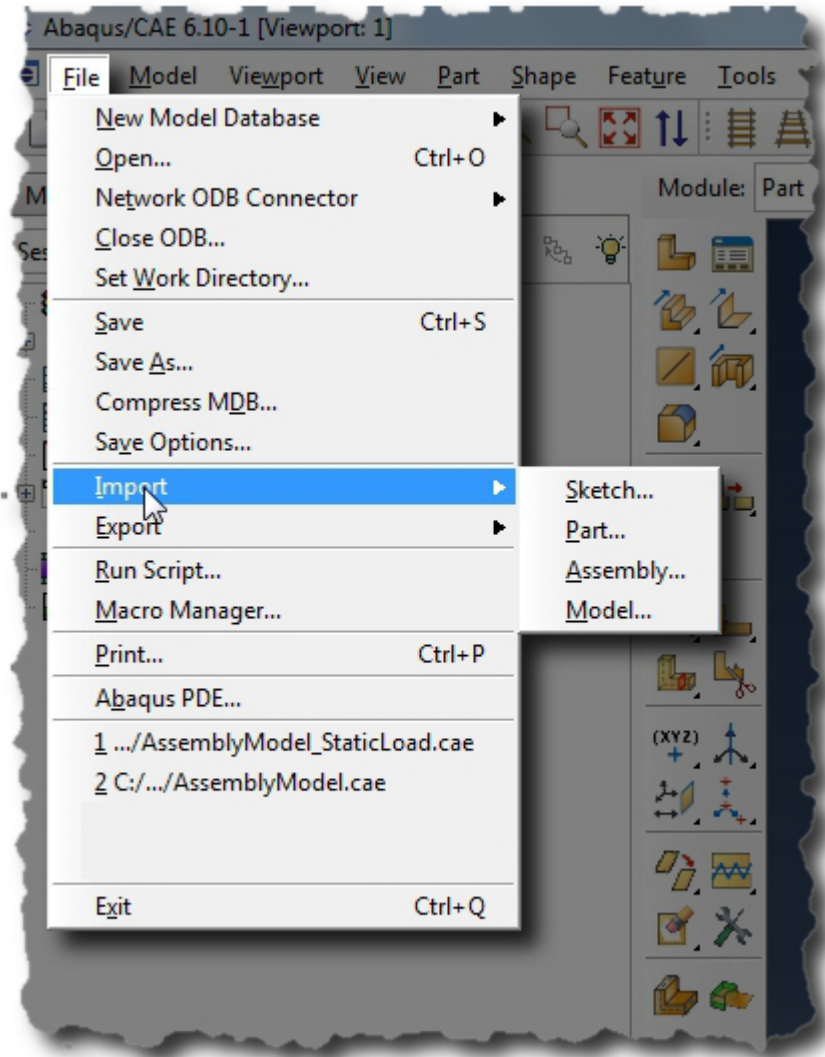 Abaqus/CAE 6.10-1 [Viewport: 1]
File Model Viewport View Part Shape Feature Tools
New Model Database
Open... Ctrl+O
Network ODB Connector
Module: Part
Close ODB...
Set Work Directory...
Save Ctrl+S
Save As...
Compress MDB...
Save Options...
Import
Sketch...
Export
Part...
Run Script...
Assembly...
Macro Manager...
Model...
Print... Ctrl+P
Abaqus PDE...
1 .../AssemblyModel_StaticLoad.cae
(XYZ)
2 C:/.../AssemblyModel.cae
Exit Ctrl+Q